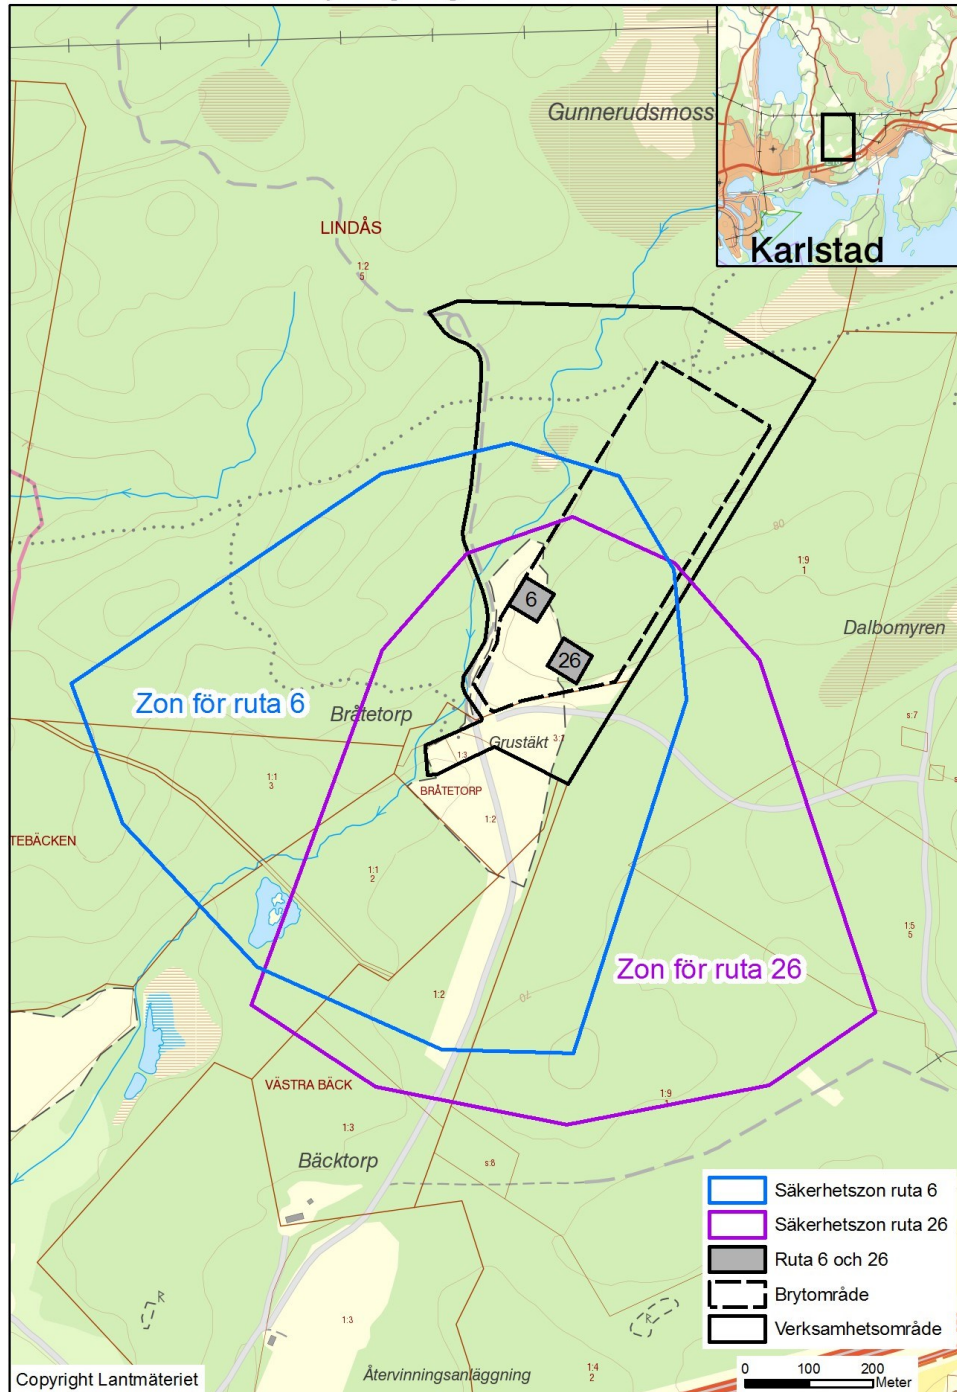 Gunnerudsmoss
Karlstad
LINDÅS
1:2
5
80
1:9
1
6
26
Dalbomyren
Zon för ruta 6
Bråtetorp
s:7
Grustäkt
3:1
1:3
1:1
3
BRÅTETORP
1:2
TEBÄCKEN
1:1
2
1:5
5
Zon för ruta 26
1:2
70
VÄSTRA BÄCK
1:9
1:3
Bäcktorp
s:8
Säkerhetszon ruta 6
Säkerhetszon ruta 26
Ruta 6 och 26
Brytområde
Verksamhetsområde
R
R
1:3
Återvinningsanläggning
1:4
2
0 100 200
Meter
Copyright Lantmäteriet